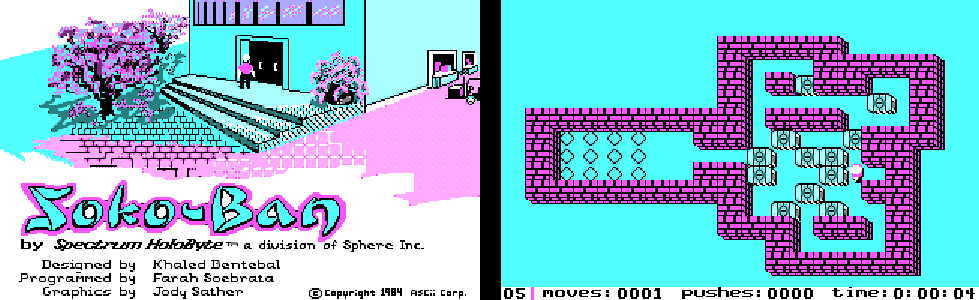 Soko-Ban
by Spectrum HoloByte™ a division of Sphere Inc.
Designed by Khaled Bentebal
Programmed by Farah Soebrata
Graphics by Jody Sather
©Copyright 1984 ASCII Corp.
05 moves:0001 pushes:0000 time:0:00:04